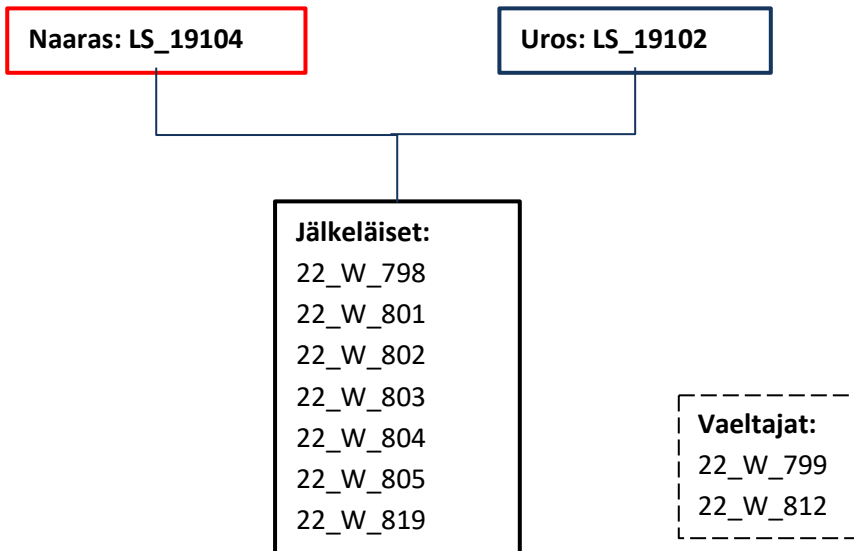 Naaras: LS_19104
Uros: LS_19102
Jälkeläiset:
22_W_798
22_W_801
22_W_802
22_W_803
22_W_804
22_W_805
22_W_819
Vaeltajat:
22_W_799
22_W_812